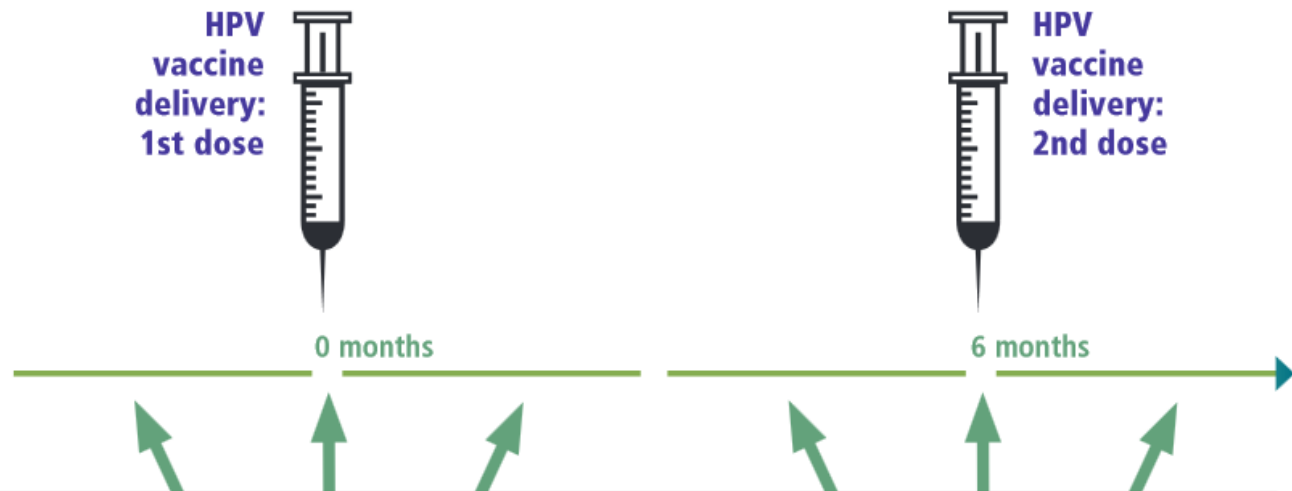 HPV
vaccine
delivery:
1st dose
HPV
vaccine
delivery:
2nd dose
0 months
6 months